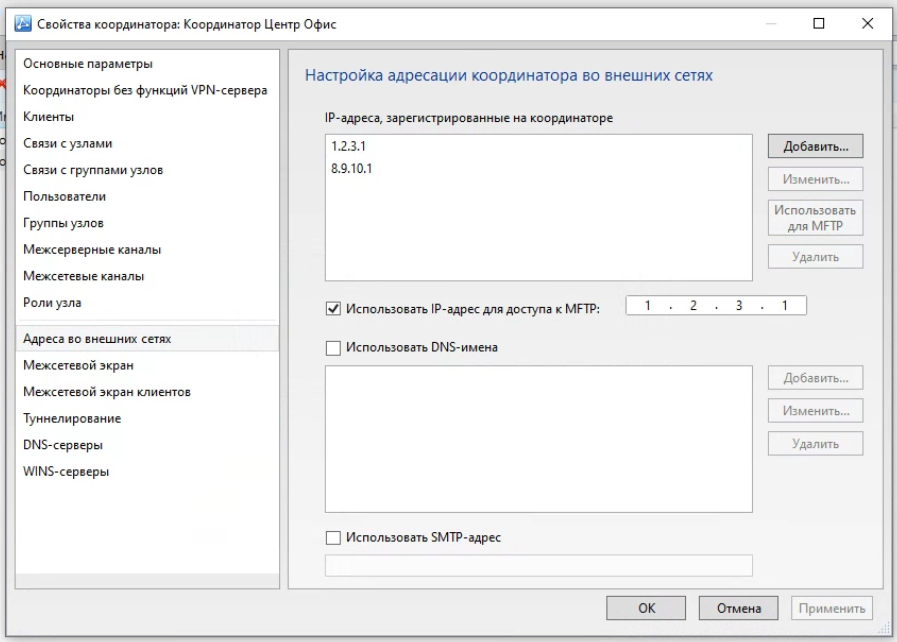 Свойства координатора: Координатор Центр Офис
Основные параметры
Координаторы без функций VPN-сервера
Клиенты
Связи с узлами
Связи с группами узлов
Пользователи
Группы узлов
Межсерверные каналы
Межсетевые каналы
Роли узла
Адреса во внешних сетях
Межсетевой экран
Межсетевой экран клиентов
Туннелирование
DNS-серверы
WINS-серверы
Настройка адресации координатора во внешних сетях
IP-адреса, зарегистрированные на координаторе
1.2.3.1
8.9.10.1
Добавить...
Изменить...
Использовать
для MFTP
Удалить
Использовать IP-адрес для доступа к MFTP:
1 . 2 . 3 . 1
Использовать DNS-имена
Добавить...
Изменить...
Удалить
Использовать SMTP-адрес
ОК
Отмена
Применить